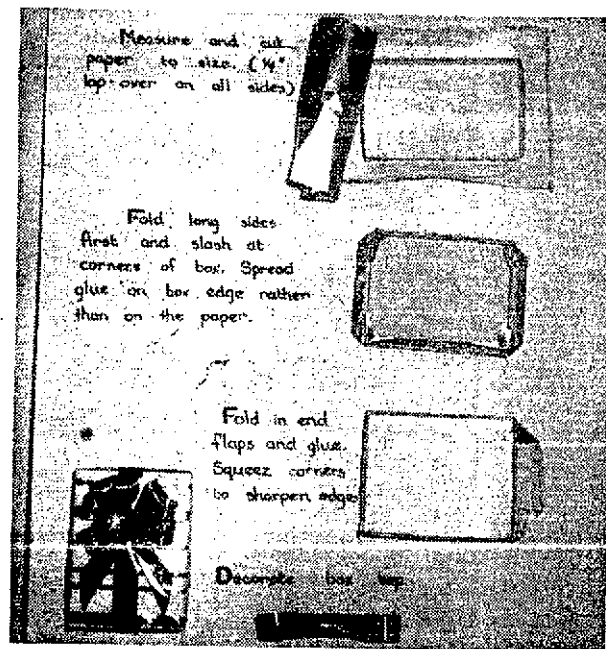 Measure and cut
paper to size. (¼"
lap-over on all sides)
Fold long sides
first and slash at
corners of box. Spread
glue on box edge rather
than on the paper.
Fold in end
flaps and glue.
Squeez corners
to sharpen edge
Decorate box top